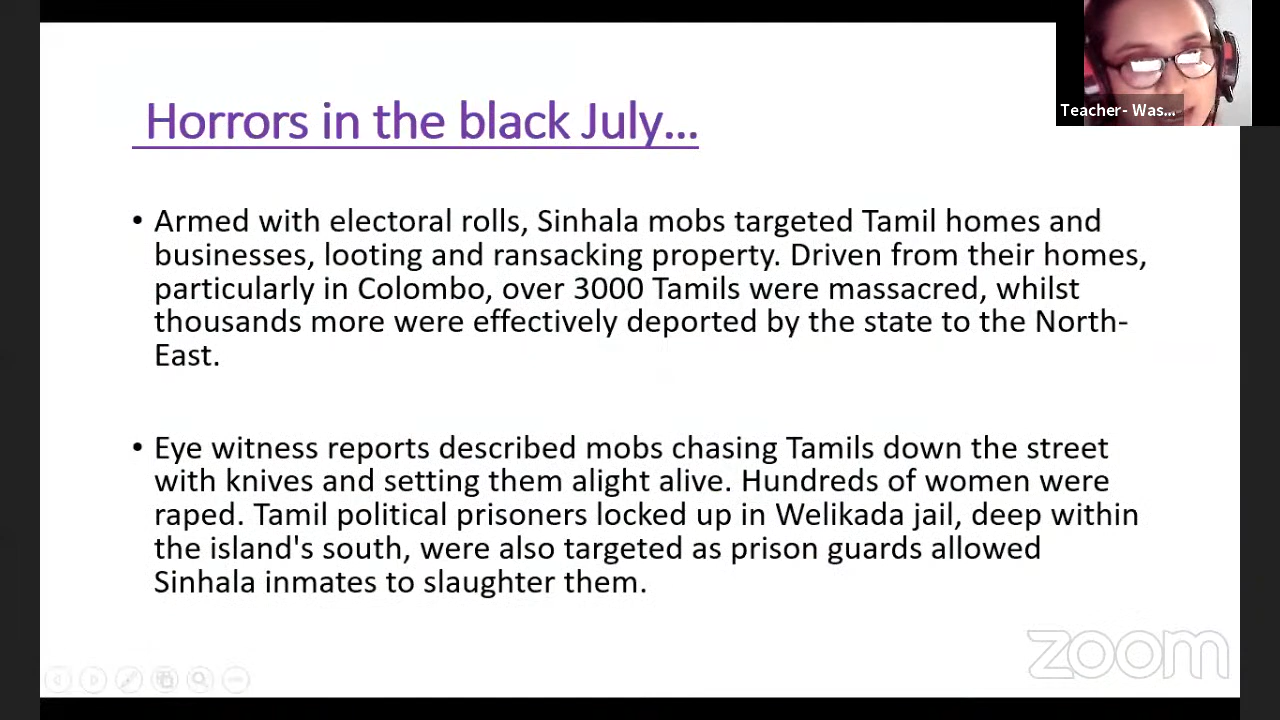 Horrors in the black July...
Teacher- Was...
• Armed with electoral rolls, Sinhala mobs targeted Tamil homes and
businesses, looting and ransacking property. Driven from their homes,
particularly in Colombo, over 3000 Tamils were massacred, whilst
thousands more were effectively deported by the state to the North-
East.
• Eye witness reports described mobs chasing Tamils down the street
with knives and setting them alight alive. Hundreds of women were
raped. Tamil political prisoners locked up in Welikada jail, deep within
the island's south, were also targeted as prison guards allowed
Sinhala inmates to slaughter them.
zoom